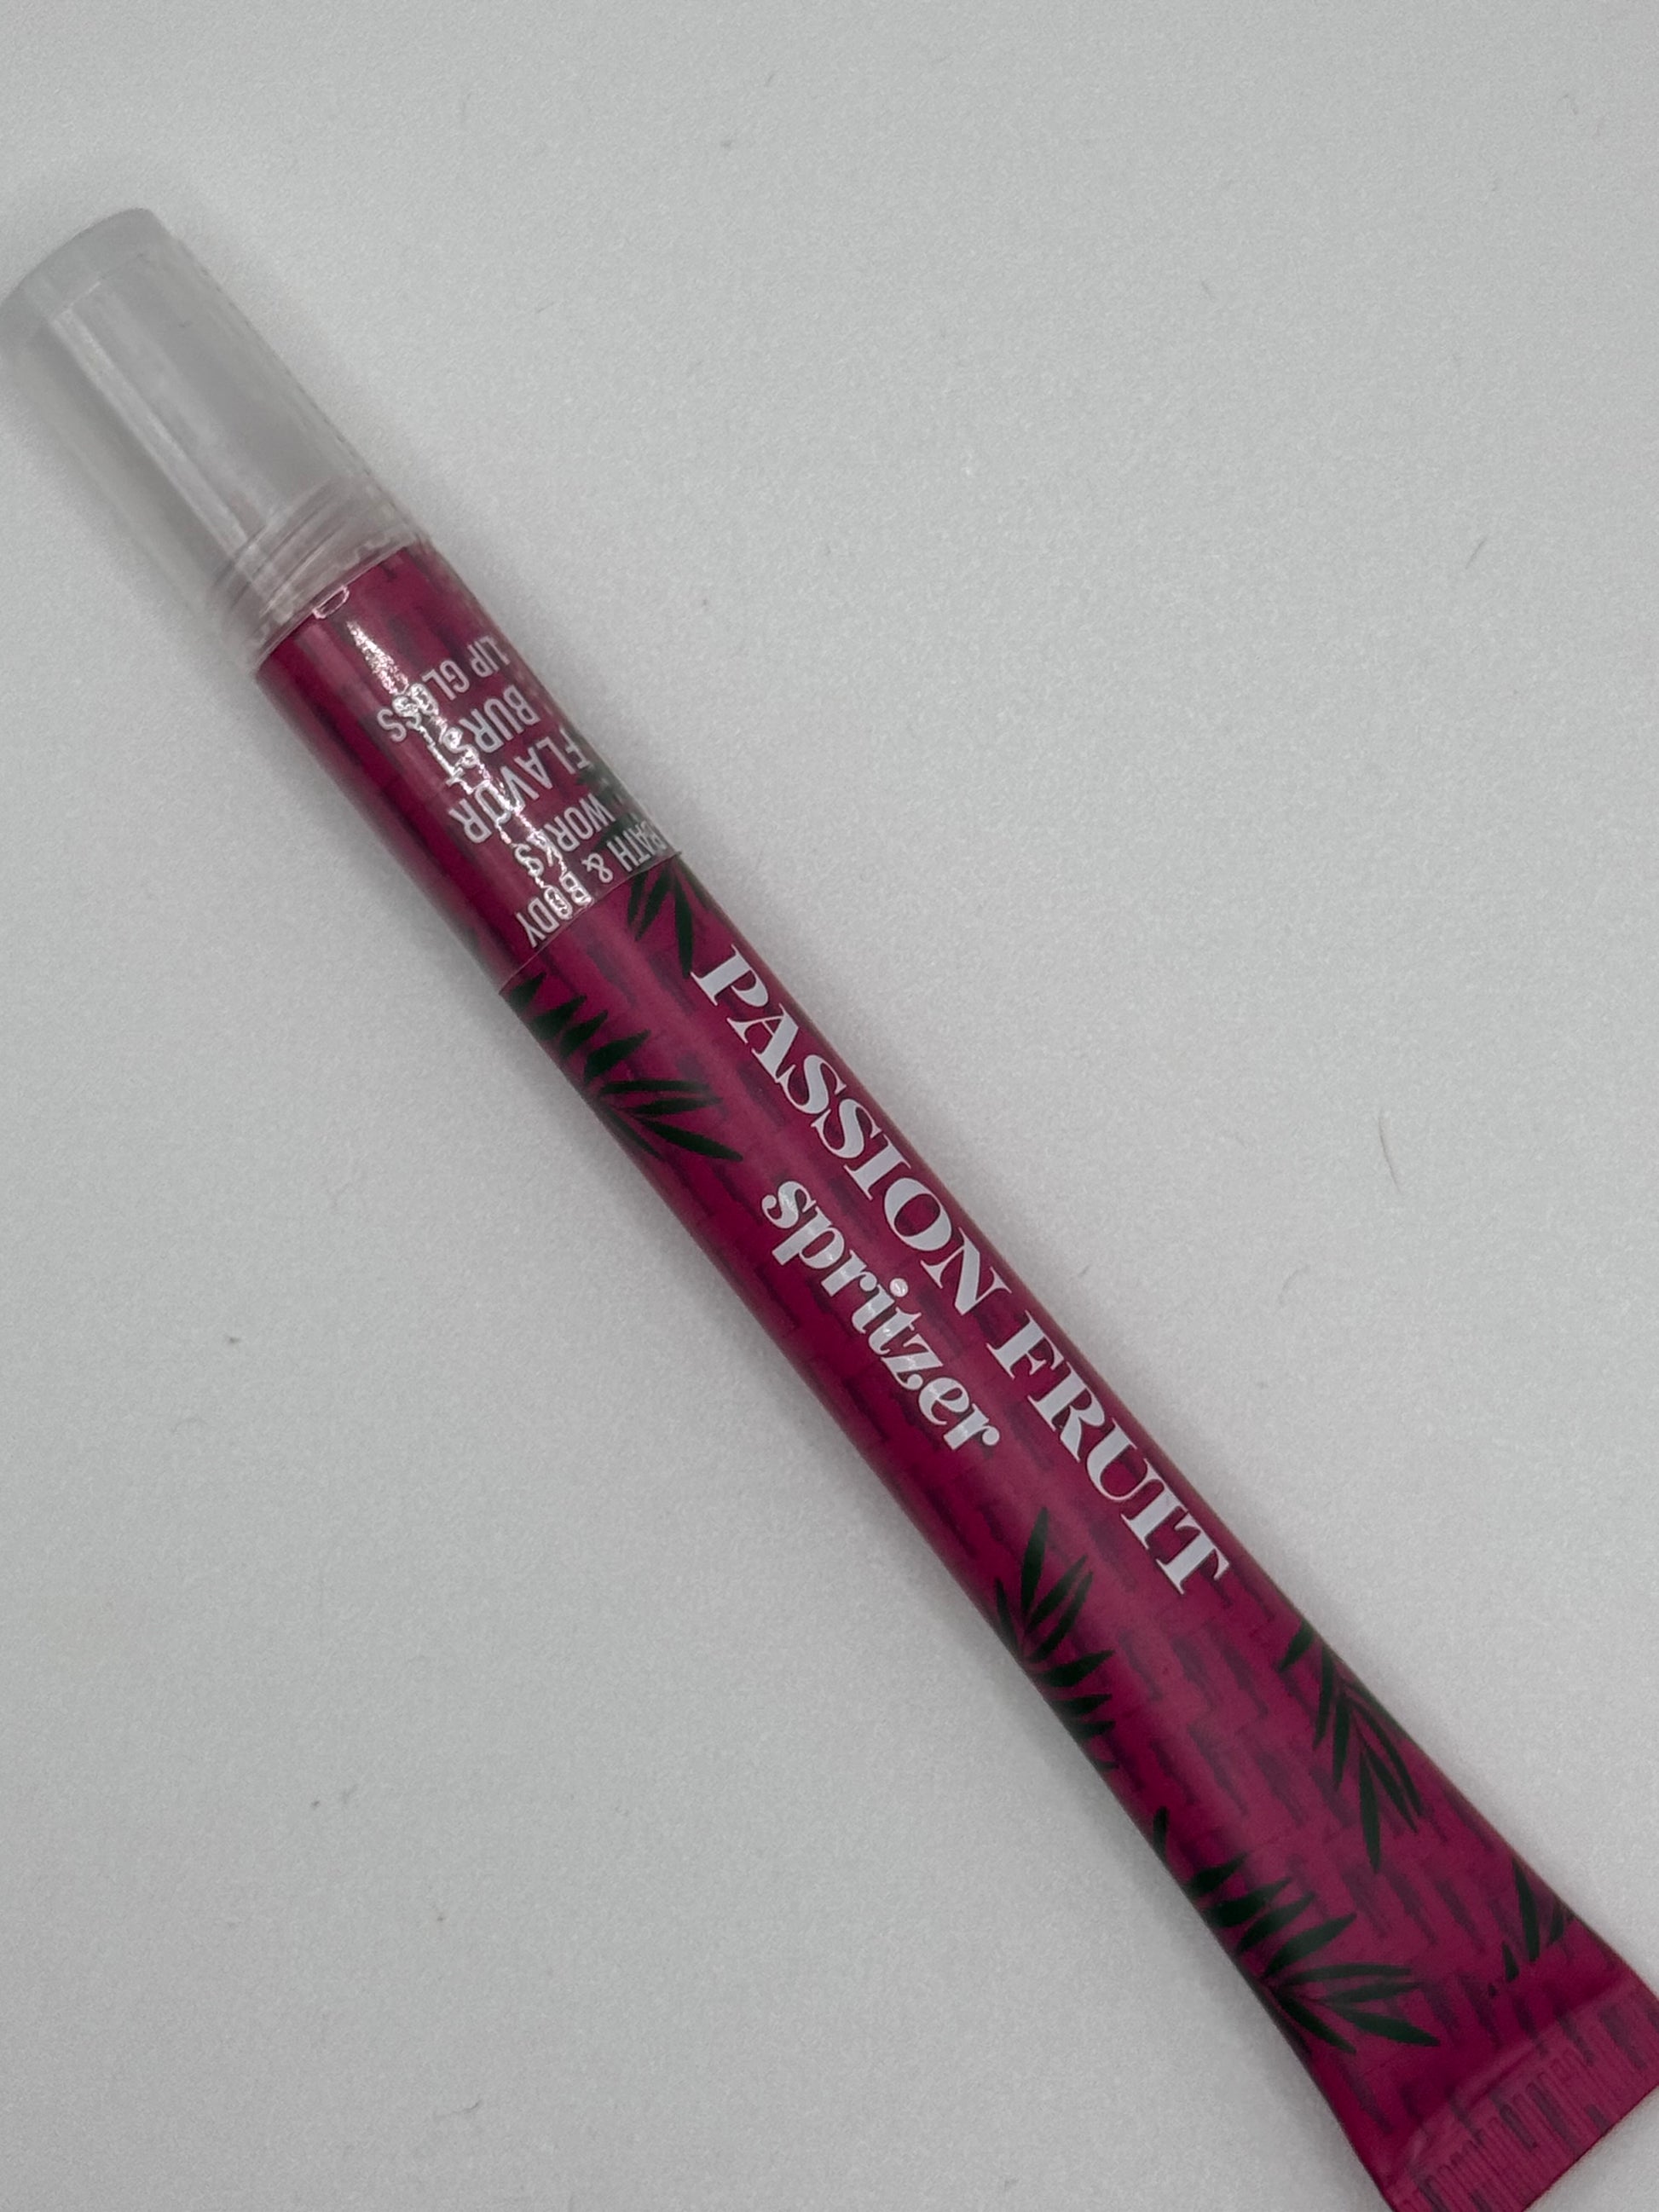 BATH & BODY
WORKS
FLAVOR
BURST
LIP GLOSS
PASSION FRUIT
spritzer